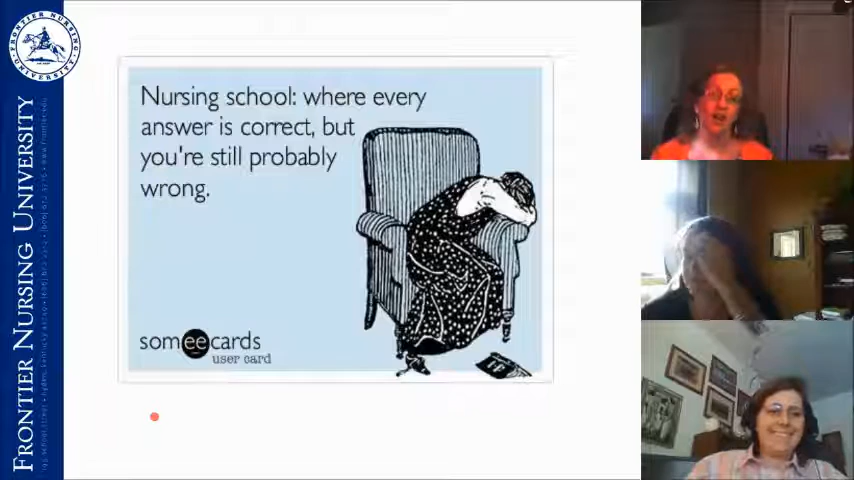 FRONTIER NURSING UNIVERSITY
FRONTIER NURSING
UNIVERSITY
Nursing school: where every
answer is correct, but
you're still probably
wrong.
someecards
user card